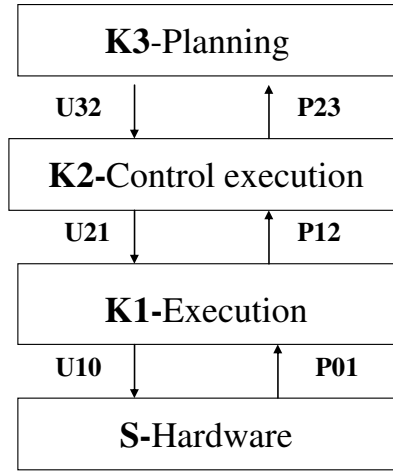 K3-Planning
U32 P23
K2-Control execution
U21 P12
K1-Execution
U10 P01
S-Hardware